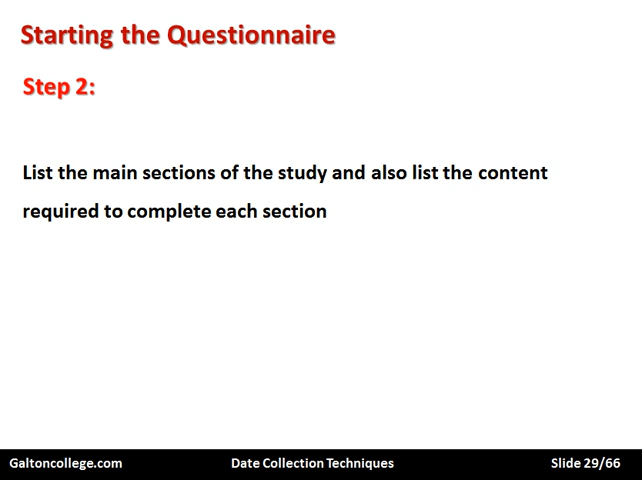 Starting the Questionnaire
Step 2:
List the main sections of the study and also list the content
required to complete each section
Galtoncollege.com
Date Collection Techniques
Slide 29/66